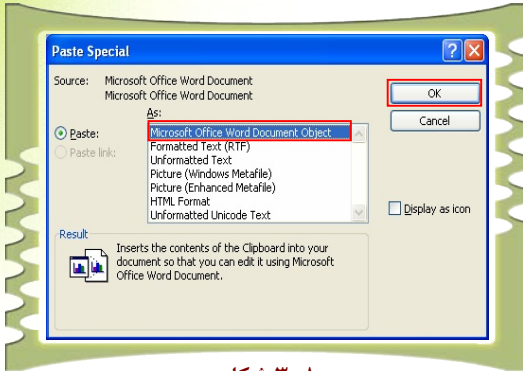 Paste Special
Source: Microsoft Office Word Document
Microsoft Office Word Document
As:
Paste:
Paste link:
Microsoft Office Word Document Object
Formatted Text (RTF)
Unformatted Text
Picture (Windows Metafile)
Picture (Enhanced Metafile)
HTML Format
Unformatted Unicode Text
OK
Cancel
Display as icon
Result
Inserts the contents of the Clipboard into your
document so that you can edit it using Microsoft
Office Word Document.